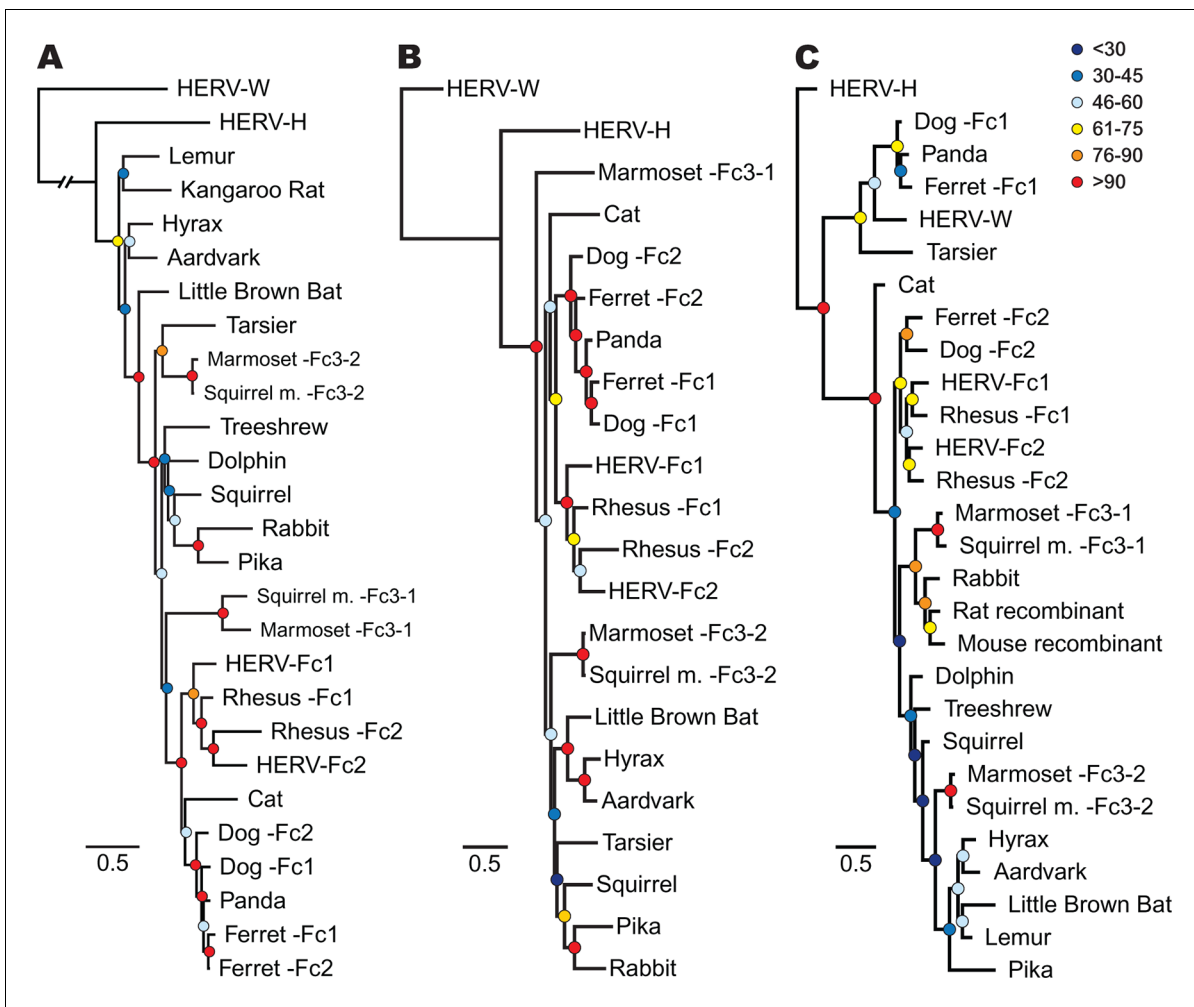 A
HERV-W
HERV-H
Lemur
Kangaroo Rat
Hyrax
Aardvark
Little Brown Bat
Tarsier
Marmoset -Fc3-2
Squirrel m. -Fc3-2
Treeshrew
Dolphin
Squirrel
Rabbit
Pika
Squirrel m. -Fc3-1
Marmoset -Fc3-1
HERV-Fc1
Rhesus -Fc1
Rhesus -Fc2
HERV-Fc2
Cat
Dog -Fc2
Dog -Fc1
Panda
Ferret -Fc1
Ferret -Fc2
0.5
B
HERV-W
HERV-H
Marmoset -Fc3-1
Cat
Dog -Fc2
Ferret -Fc2
Panda
Ferret -Fc1
Dog -Fc1
HERV-Fc1
Rhesus -Fc1
Rhesus -Fc2
HERV-Fc2
Marmoset -Fc3-2
Squirrel m. -Fc3-2
Little Brown Bat
Hyrax
Aardvark
Tarsier
Squirrel
Pika
Rabbit
0.5
C
HERV-H
Dog -Fc1
Panda
Ferret -Fc1
HERV-W
Tarsier
Cat
Ferret -Fc2
Dog -Fc2
HERV-Fc1
Rhesus -Fc1
HERV-Fc2
Rhesus -Fc2
Marmoset -Fc3-1
Squirrel m. -Fc3-1
Rabbit
Rat recombinant
Mouse recombinant
Dolphin
Treeshrew
Squirrel
Marmoset -Fc3-2
Squirrel m. -Fc3-2
Hyrax
Aardvark
Little Brown Bat
Lemur
Pika
0.5
<30
30-45
46-60
61-75
76-90
>90